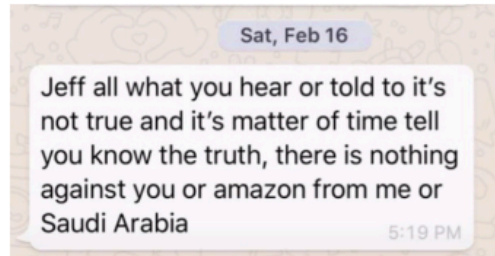 Sat, Feb 16
Jeff all what you hear or told to it's
not true and it's matter of time tell
you know the truth, there is nothing
against you or amazon from me or
Saudi Arabia
5:19 PM